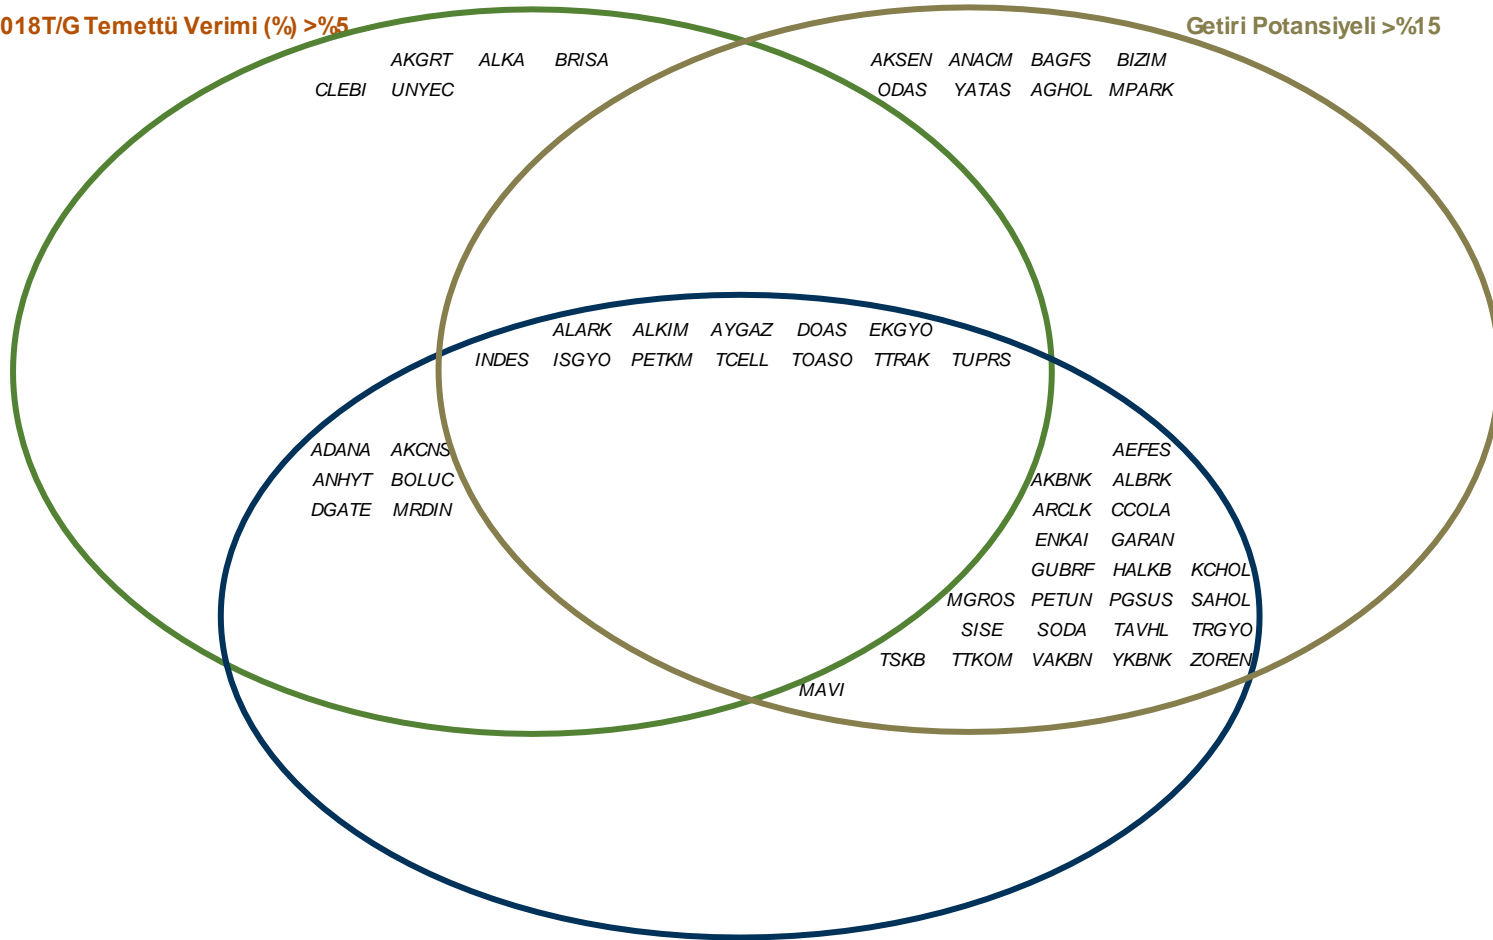 018T/G Temettü Verimi (%) >%5
Getiri Potansiyeli >%15
AKGRT ALKA BRISA
CLEBI UNYEC
AKSEN ANACM BAGFS BIZIM
ODAS YATAS AGHOL MPARK
ALARK ALKIM AYGAZ DOAS EKGYO
INDES ISGYO PETKM TCELL TOASO TTRAK TUPRS
ADANA AKCNS
ANHYT BOLUC
DGATE MRDIN
AEFES
AKBNK ALBRK
ARCLK CCOLA
ENKAI GARAN
GUBRF HALKB KCHOL
MGROS PETUN PGSUS SAHOL
SISE SODA TAVHL TRGYO
TSKB TTKOM VAKBN YKBNK ZOREN
MAVI